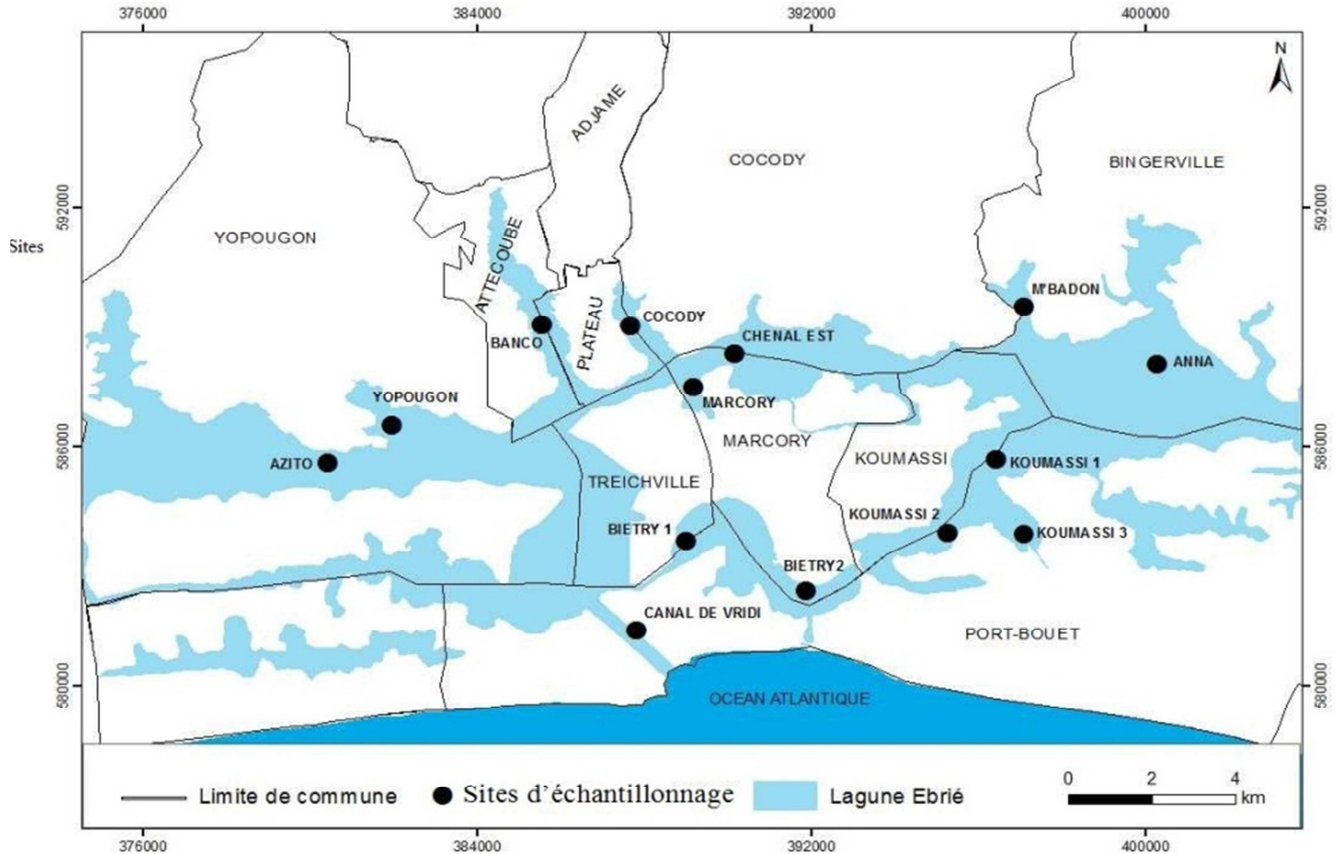 376000
384000
392000
400000
N
ADJAME
COCODY
BINGERVILLE
592000
592000
YOPOUGON
Sites
ATTECOUBE
M'BADON
PLATEAU
COCODY
BANCO
CHENAL EST
ANNA
YOPOUGON
MARCORY
MARCORY
586000
586000
AZITO
KOUMASSI
KOUMASSI 1
TREICHVILLE
KOUMASSI 2
BIETRY 1
KOUMASSI 3
BIETRY2
CANAL DE VRIDI
PORT-BOUET
580000
580000
OCEAN ATLANTIQUE
Limite de commune
Sites d'échantillonnage
Lagune Ebrié
0 2 4
km
376000
384000
392000
400000